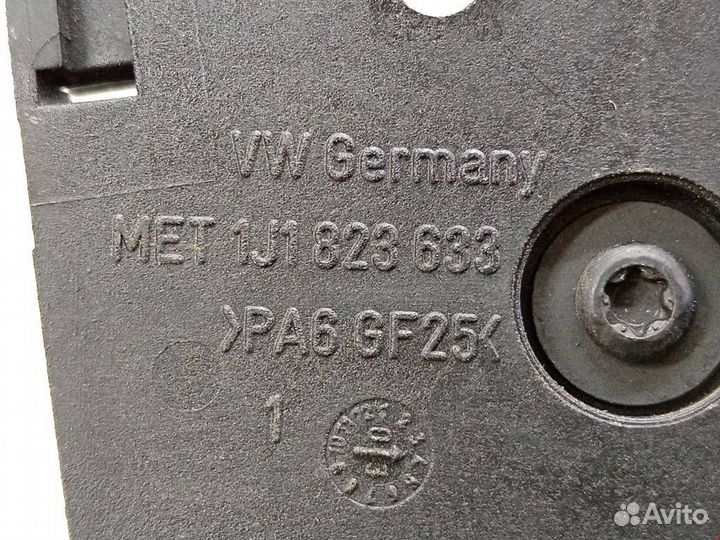 VW Germany
MET 1J1 823 633
>PA6 GF25<
1
Avito